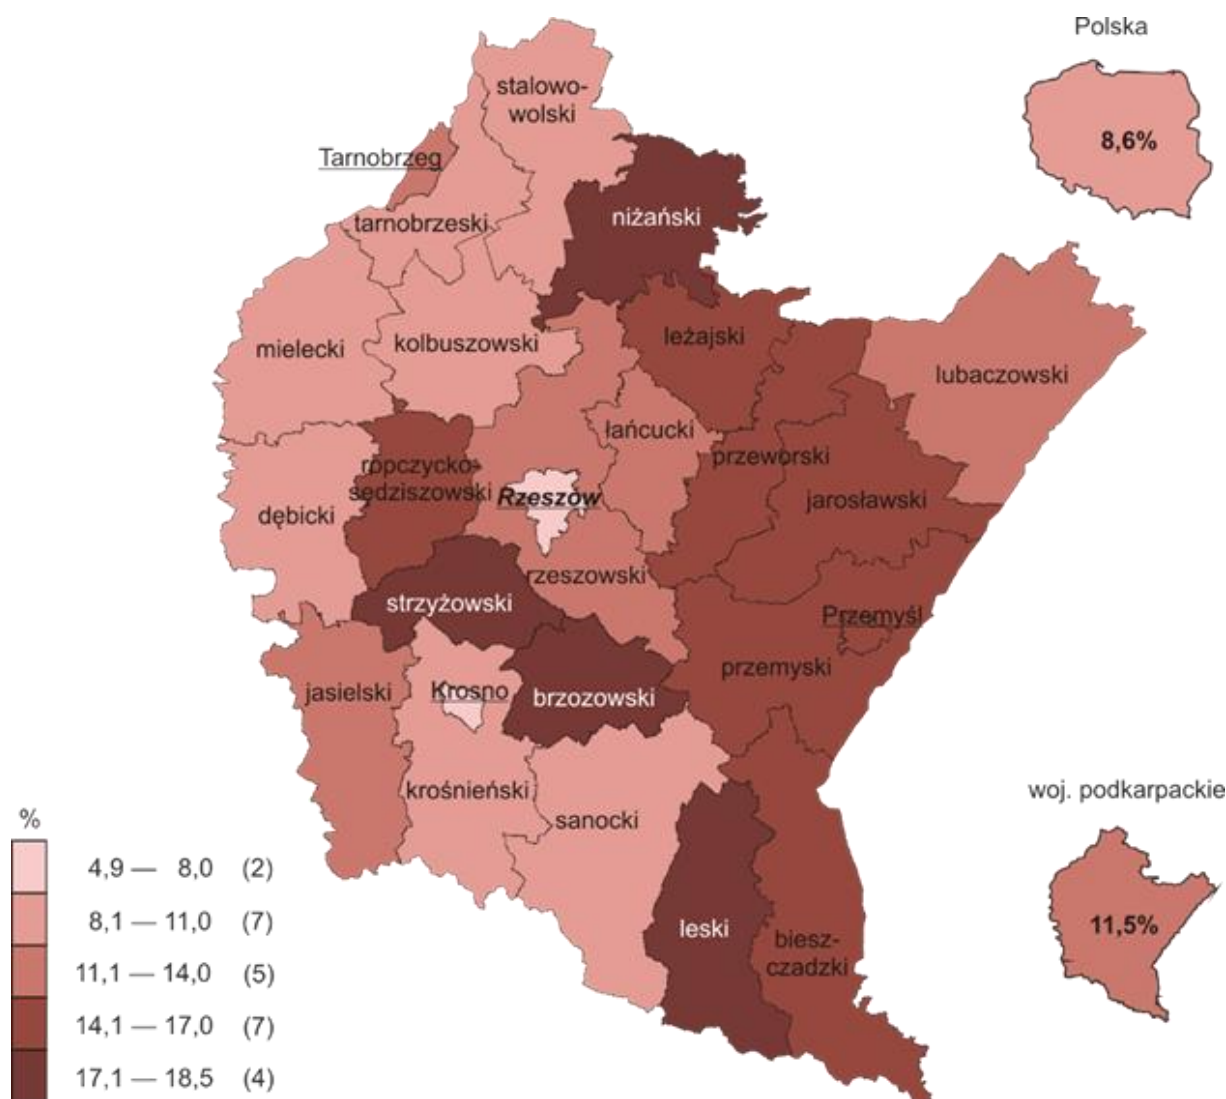 Polska
8,6%
stalowo-
wolski
Tarnobrzeg
tarnobrzeski
niżański
mielecki
kolbuszowski
leżajski
lubaczowski
łańcucki
przeworski
ropczycko-
sędziszowski
Rzeszów
jarosławski
dębicki
rzeszowski
strzyżowski
Przemyśl
przemyski
jasielski
Krosno
brzozowski
krośnieński
sanocki
leski
biesz-
czadzki
woj. podkarpackie
11,5%
%
4,9 — 8,0 (2)
8,1 — 11,0 (7)
11,1 — 14,0 (5)
14,1 — 17,0 (7)
17,1 — 18,5 (4)